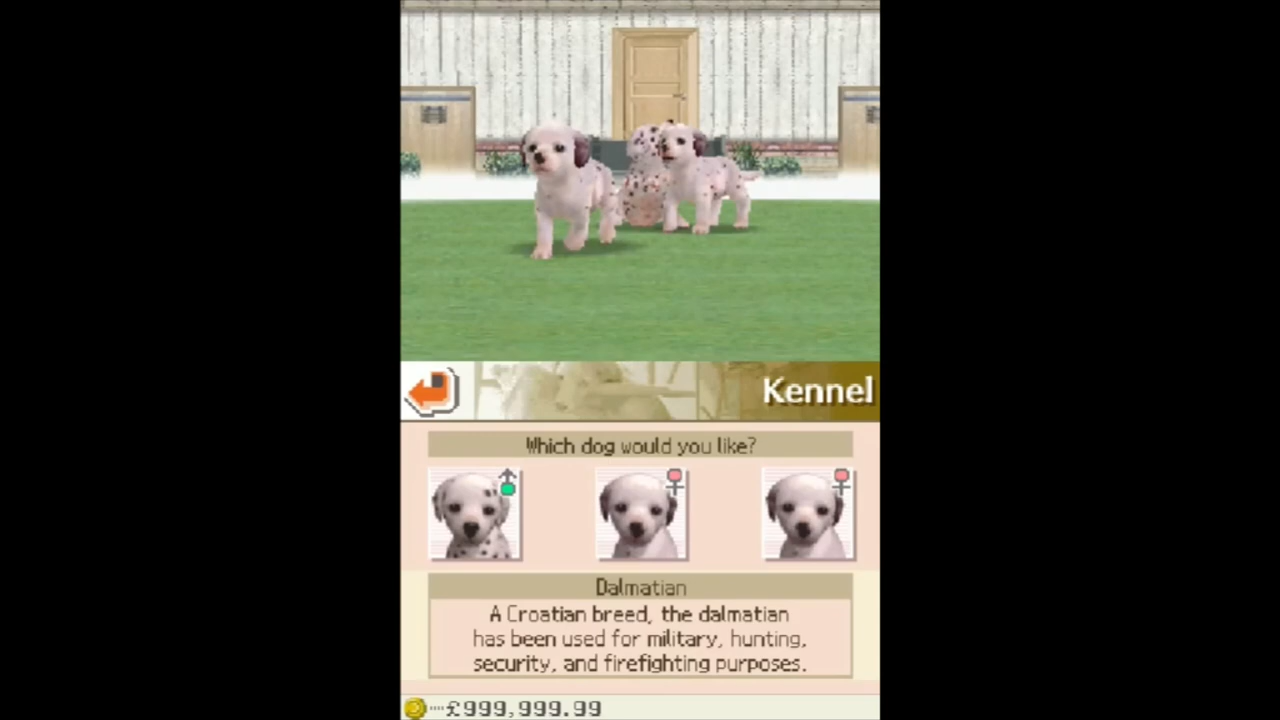 Kennel
Which dog would you like?
Dalmatian
A Croatian breed, the dalmatian
has been used for military, hunting,
security, and firefighting purposes.
£999,999.99